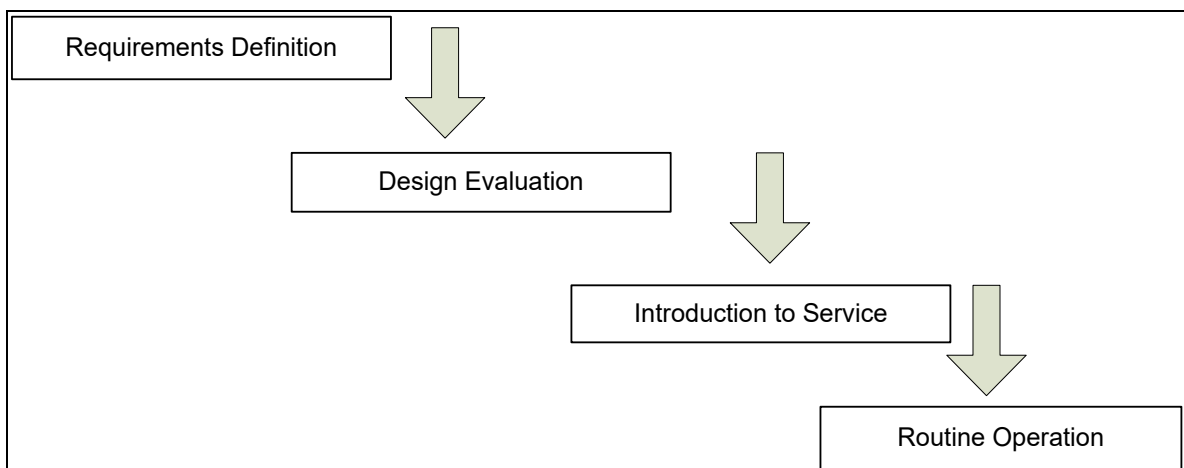 Requirements Definition
Design Evaluation
Introduction to Service
Routine Operation